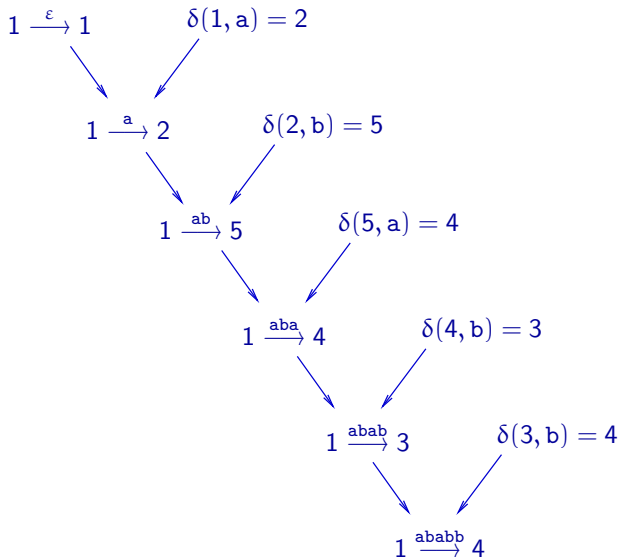 1 —ε→ 1 δ(1, a) = 2
1 —a→ 2 δ(2, b) = 5
1 —ab→ 5 δ(5, a) = 4
1 —aba→ 4 δ(4, b) = 3
1 —abab→ 3 δ(3, b) = 4
1 —ababb→ 4